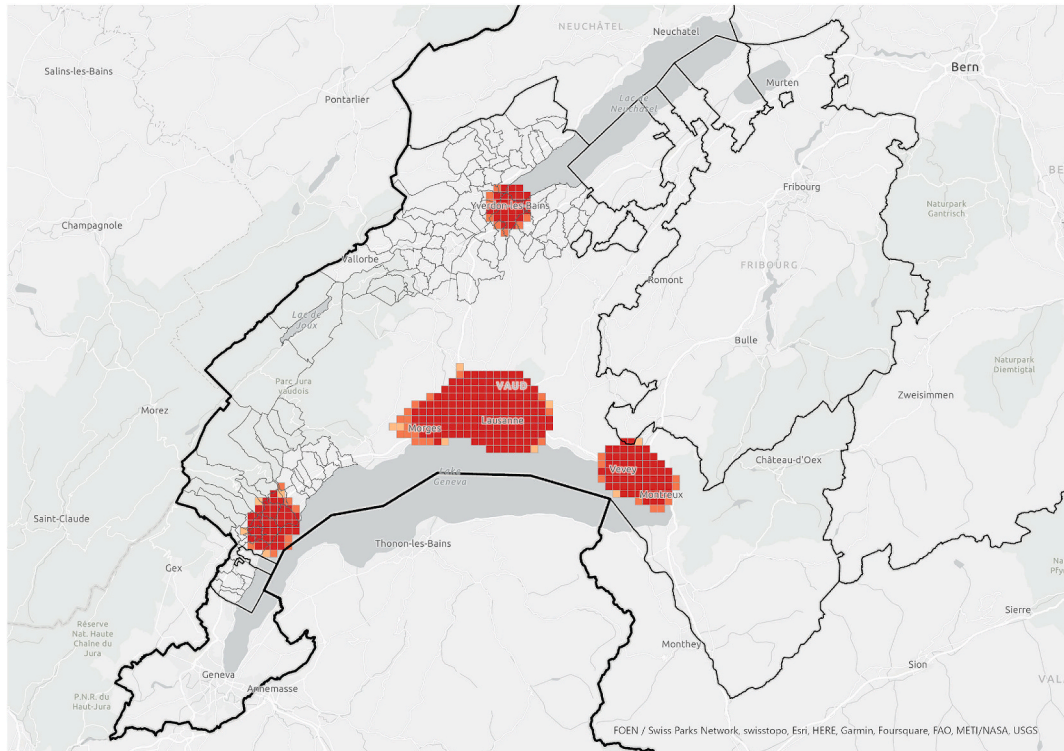 NEUCHÂTEL
Neuchatel
Salins-les-Bains
Bern
Murten
Pontarlier
Lac de
Neuchâtel
Fribourg
Naturpark
Gantrisch
Yverdon-les-Bains
Champagnole
Vallorbe
FRIBOURG
Romont
Lac de
Joux
Bulle
Naturpark
Diemtigtal
Parc Jura
vaudois
VAUD
Zweisimmen
Morez
Lausanne
Morges
Château-d'Oex
Vevey
Lake
Geneva
Montreux
Saint-Claude
Thonon-les-Bains
Gex
Sierre
Réserve
Nat. Haute
Chaîne du
Jura
Monthey
Sion
Geneva
Annemasse
P.N.R. du
Haut-Jura
FOEN / Swiss Parks Network, swisstopo, Esri, HERE, Garmin, Foursquare, FAO, METI/NASA, USGS